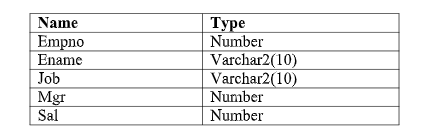 Name Type
Empno Number
Ename Varchar2(10)
Job Varchar2(10)
Mgr Number
Sal Number